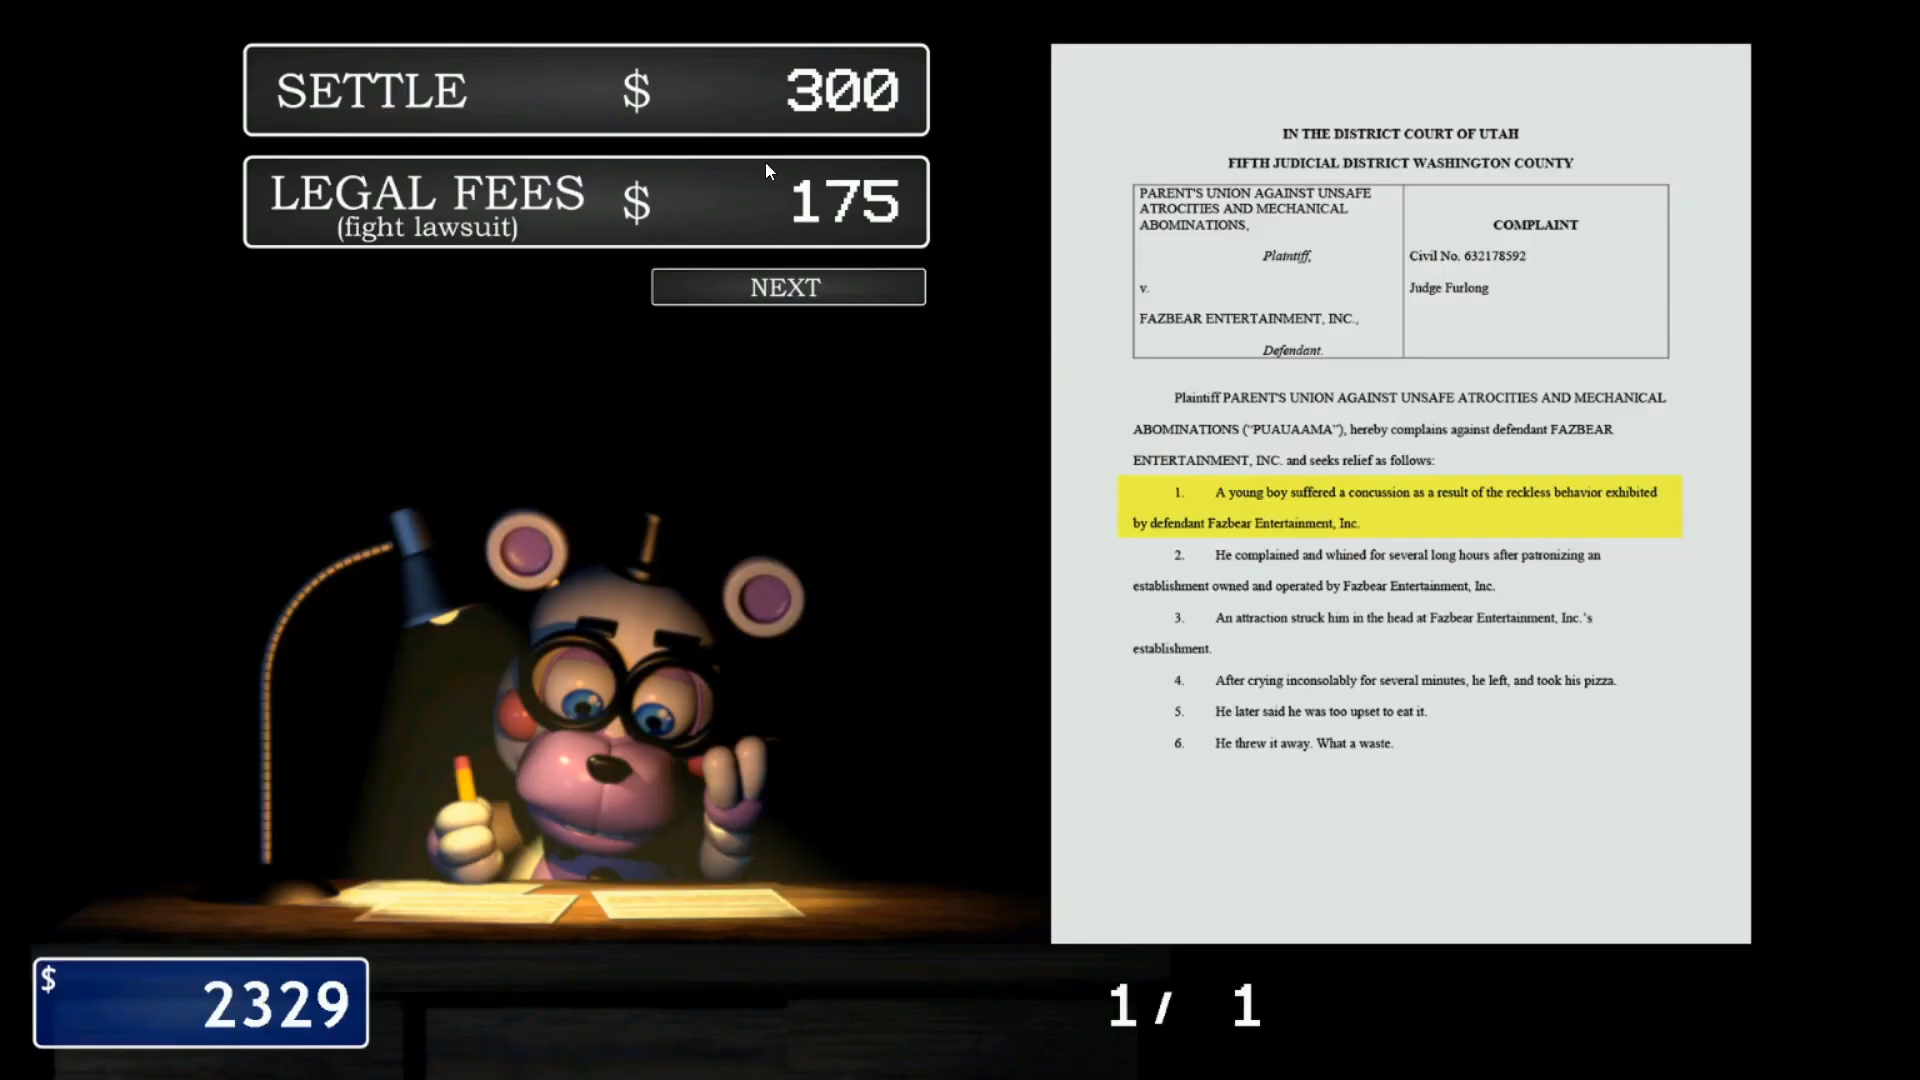 SETTLE $ 300
LEGAL FEES $ 175
(fight lawsuit)
NEXT
IN THE DISTRICT COURT OF UTAH
FIFTH JUDICIAL DISTRICT WASHINGTON COUNTY
PARENT'S UNION AGAINST UNSAFE
ATROCITIES AND MECHANICAL
ABOMINATIONS,
Plaintiff,
v.
FAZBEAR ENTERTAINMENT, INC.,
Defendant.
COMPLAINT
Civil No. 632178592
Judge Furlong
Plaintiff PARENT'S UNION AGAINST UNSAFE ATROCITIES AND MECHANICAL
ABOMINATIONS (“PUAUAAMA”), hereby complains against defendant FAZBEAR
ENTERTAINMENT, INC. and seeks relief as follows:
1. A young boy suffered a concussion as a result of the reckless behavior exhibited
by defendant Fazbear Entertainment, Inc.
2. He complained and whined for several long hours after patronizing an
establishment owned and operated by Fazbear Entertainment, Inc.
3. An attraction struck him in the head at Fazbear Entertainment, Inc.’s
establishment.
4. After crying inconsolably for several minutes, he left, and took his pizza.
5. He later said he was too upset to eat it.
6. He threw it away. What a waste.
$ 2329
1 / 1